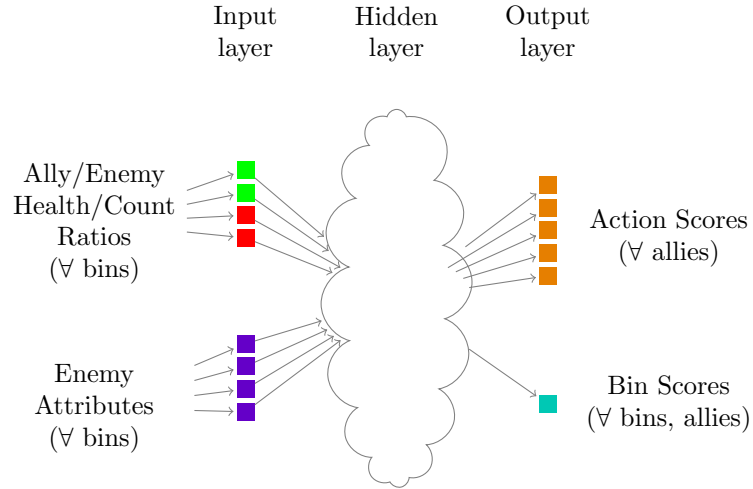 Input
layer
Hidden
layer
Output
layer
Ally/Enemy
Health/Count
Ratios
(∀ bins)
Enemy
Attributes
(∀ bins)
Action Scores
(∀ allies)
Bin Scores
(∀ bins, allies)